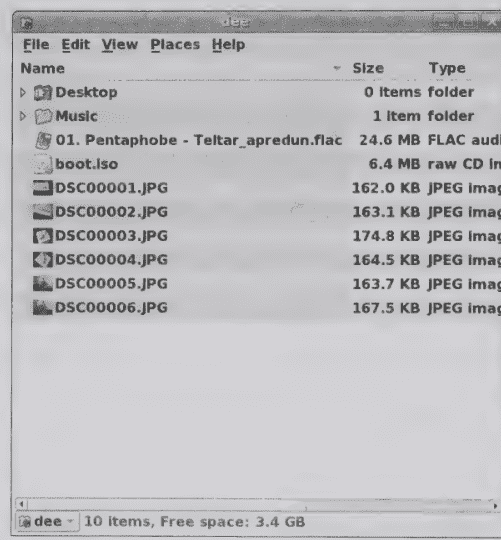 dee
File Edit View Places Help
Name Size Type
Desktop 0 items folder
Music 1 item folder
01. Pentaphobe - Teltar_apredun.flac 24.6 MB FLAC audi
boot.iso 6.4 MB raw CD im
DSC00001.JPG 162.0 KB JPEG imag
DSC00002.JPG 163.1 KB JPEG imag
DSC00003.JPG 174.8 KB JPEG imag
DSC00004.JPG 164.5 KB JPEG imag
DSC00005.JPG 163.7 KB JPEG imag
DSC00006.JPG 167.5 KB JPEG imag
dee 10 items, Free space: 3.4 GB